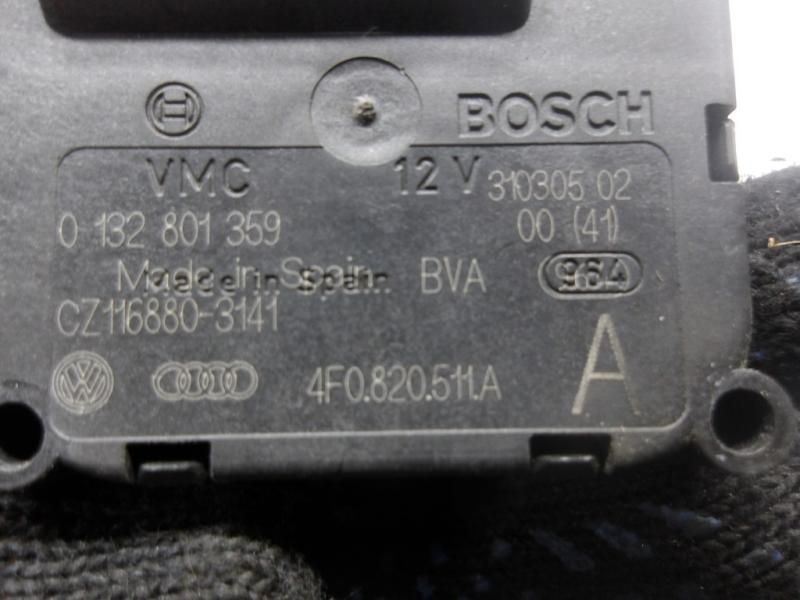 BOSCH
VMC 12 V 310305 02
0 132 801 359 00 (41)
Made in Spain BVA 964
CZ116880-3141
4F0.820.511.A A